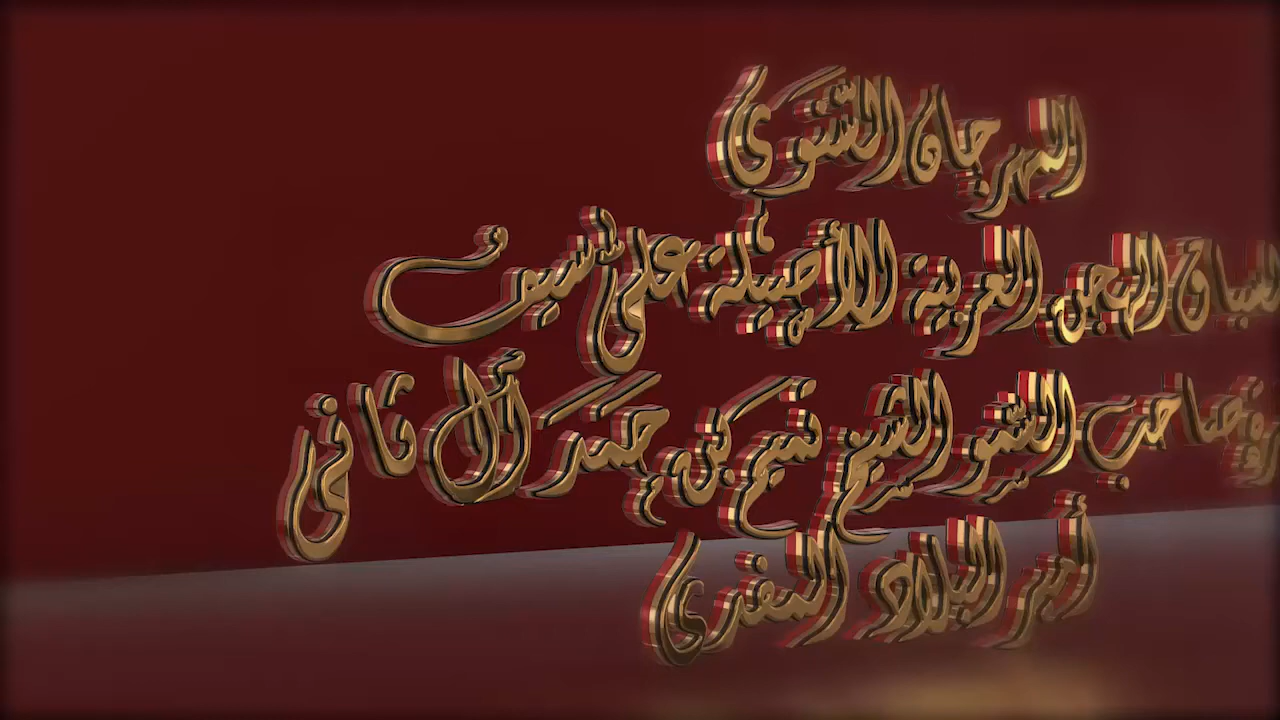 المهرجان السنوي
لسباق الهجن العربية الأصيلة على سيف
صاحب السمو الشيخ تميم بن حمد آل ثاني
أمير البلاد المفدى